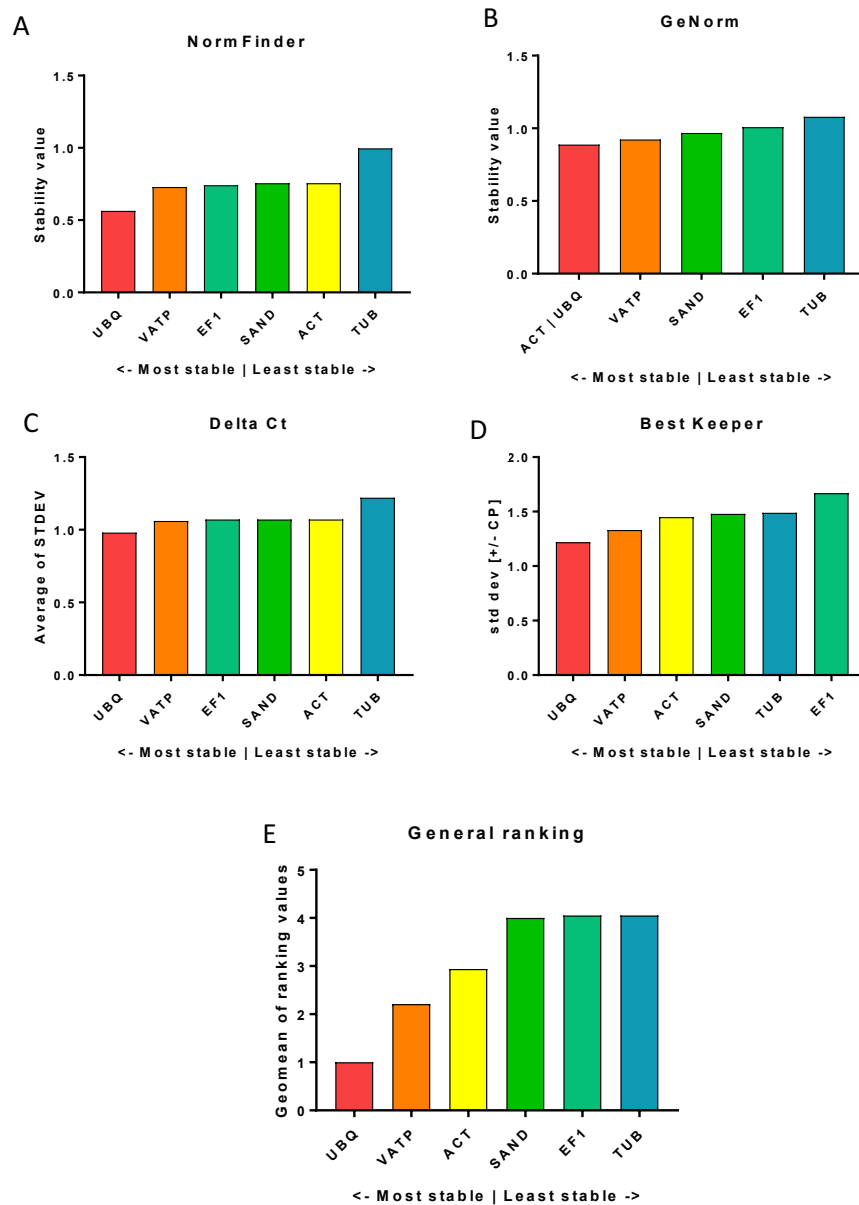 A
NormFinder
Stability value
1.5
1.0
0.5
0.0
UBQ
VATP
EF1
SAND
ACT
TUB
<- Most stable | Least stable ->
B
GeNorm
Stability value
1.5
1.0
0.5
0.0
ACT | UBQ
VATP
SAND
EF1
TUB
<- Most stable | Least stable ->
C
Delta Ct
Average of STDEV
1.5
1.0
0.5
0.0
UBQ
VATP
EF1
SAND
ACT
TUB
<- Most stable | Least stable ->
D
Best Keeper
std dev [+/- CP]
2.0
1.5
1.0
0.5
0.0
UBQ
VATP
ACT
SAND
TUB
EF1
<- Most stable | Least stable ->
E
General ranking
Geomean of ranking values
5
4
3
2
1
0
UBQ
VATP
ACT
SAND
EF1
TUB
<- Most stable | Least stable ->